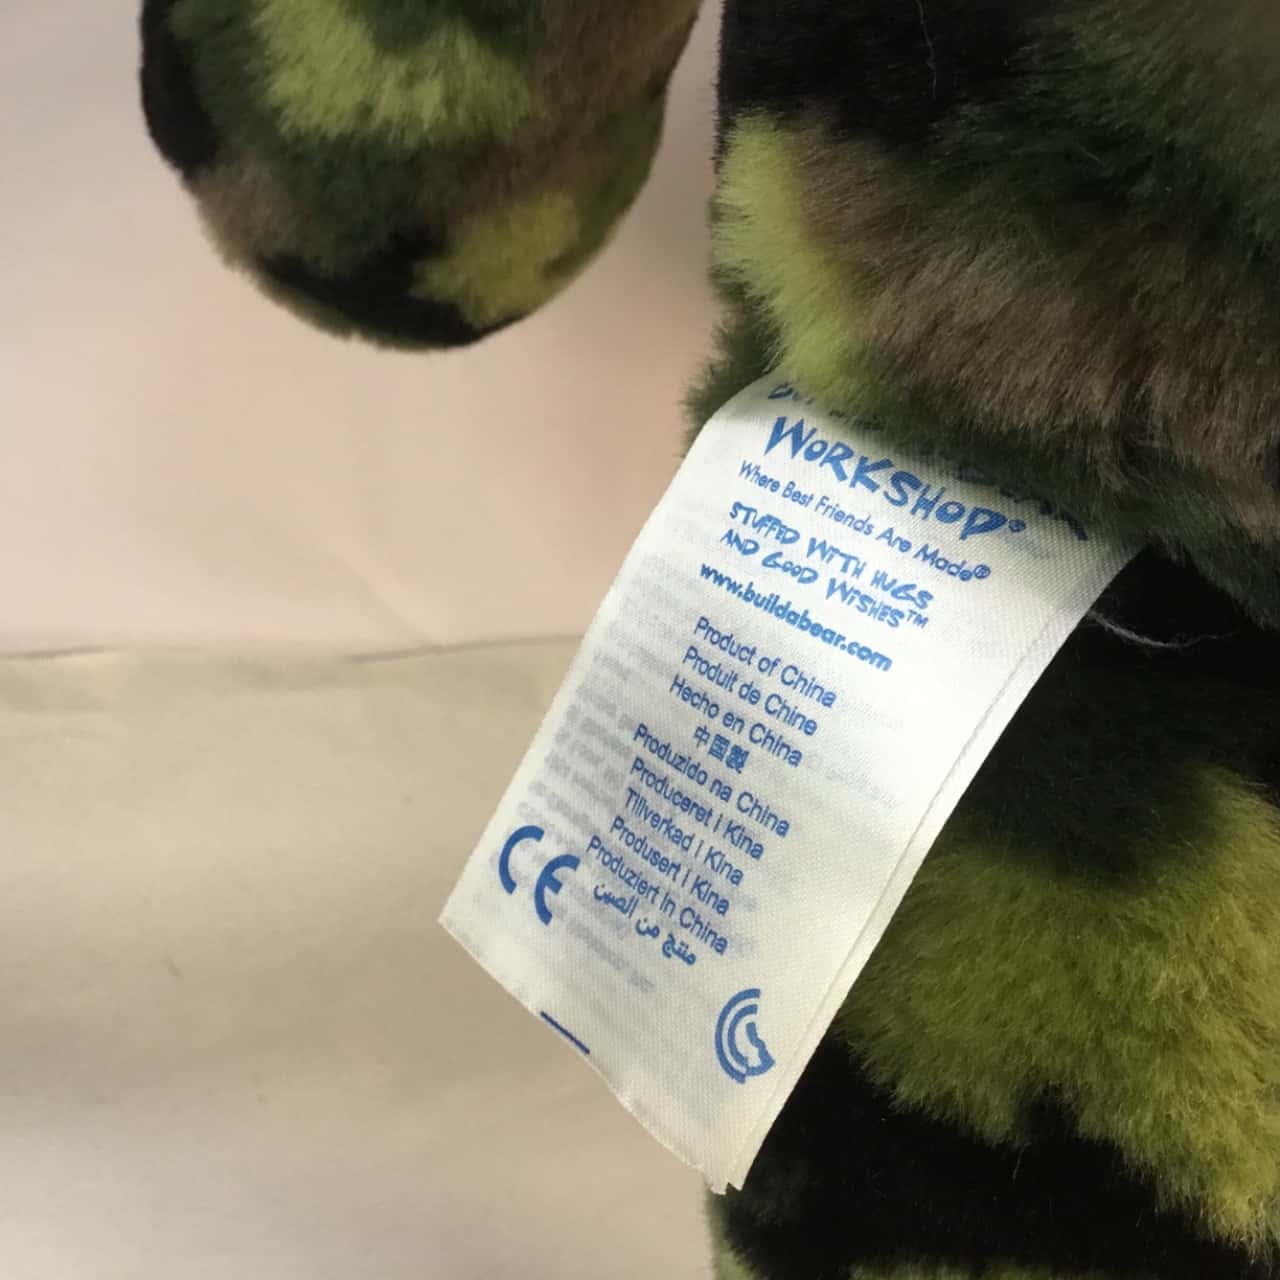 WORKSHOP®
Where Best Friends Are Made®
STUFFED WITH HUGS
AND GOOD WISHES™
www.buildabear.com
Product of China
Produit de Chine
Hecho en China
中国製
Produzido na China
Produceret i Kina
Tillverkad i Kina
Produsert i Kina
Produziert in China
منتج من الصين
CE